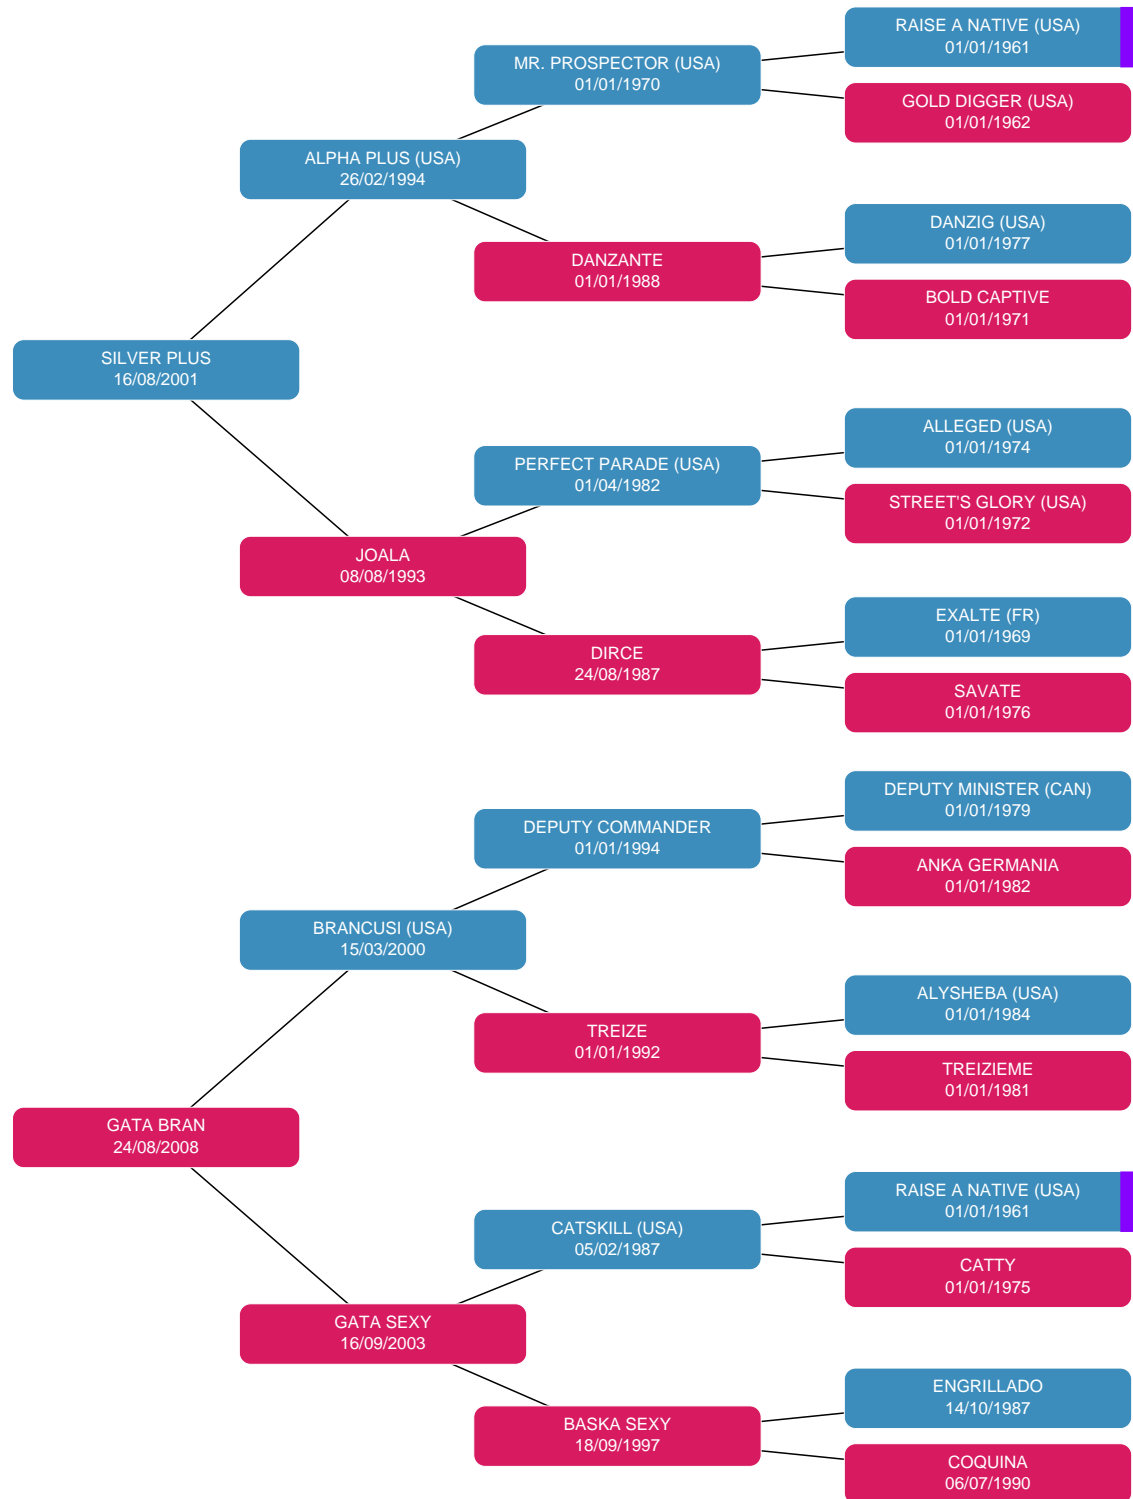 RAISE A NATIVE (USA)
01/01/1961
MR. PROSPECTOR (USA)
01/01/1970
GOLD DIGGER (USA)
01/01/1962
ALPHA PLUS (USA)
26/02/1994
DANZIG (USA)
01/01/1977
DANZANTE
01/01/1988
BOLD CAPTIVE
01/01/1971
SILVER PLUS
16/08/2001
ALLEGED (USA)
01/01/1974
PERFECT PARADE (USA)
01/04/1982
STREET'S GLORY (USA)
01/01/1972
JOALA
08/08/1993
EXALTE (FR)
01/01/1969
DIRCE
24/08/1987
SAVATE
01/01/1976
DEPUTY MINISTER (CAN)
01/01/1979
DEPUTY COMMANDER
01/01/1994
ANKA GERMANIA
01/01/1982
BRANCUSI (USA)
15/03/2000
ALYSHEBA (USA)
01/01/1984
TREIZE
01/01/1992
TREIZIEME
01/01/1981
GATA BRAN
24/08/2008
RAISE A NATIVE (USA)
01/01/1961
CATSKILL (USA)
05/02/1987
CATTY
01/01/1975
GATA SEXY
16/09/2003
ENGRILLADO
14/10/1987
BASKA SEXY
18/09/1997
COQUINA
06/07/1990